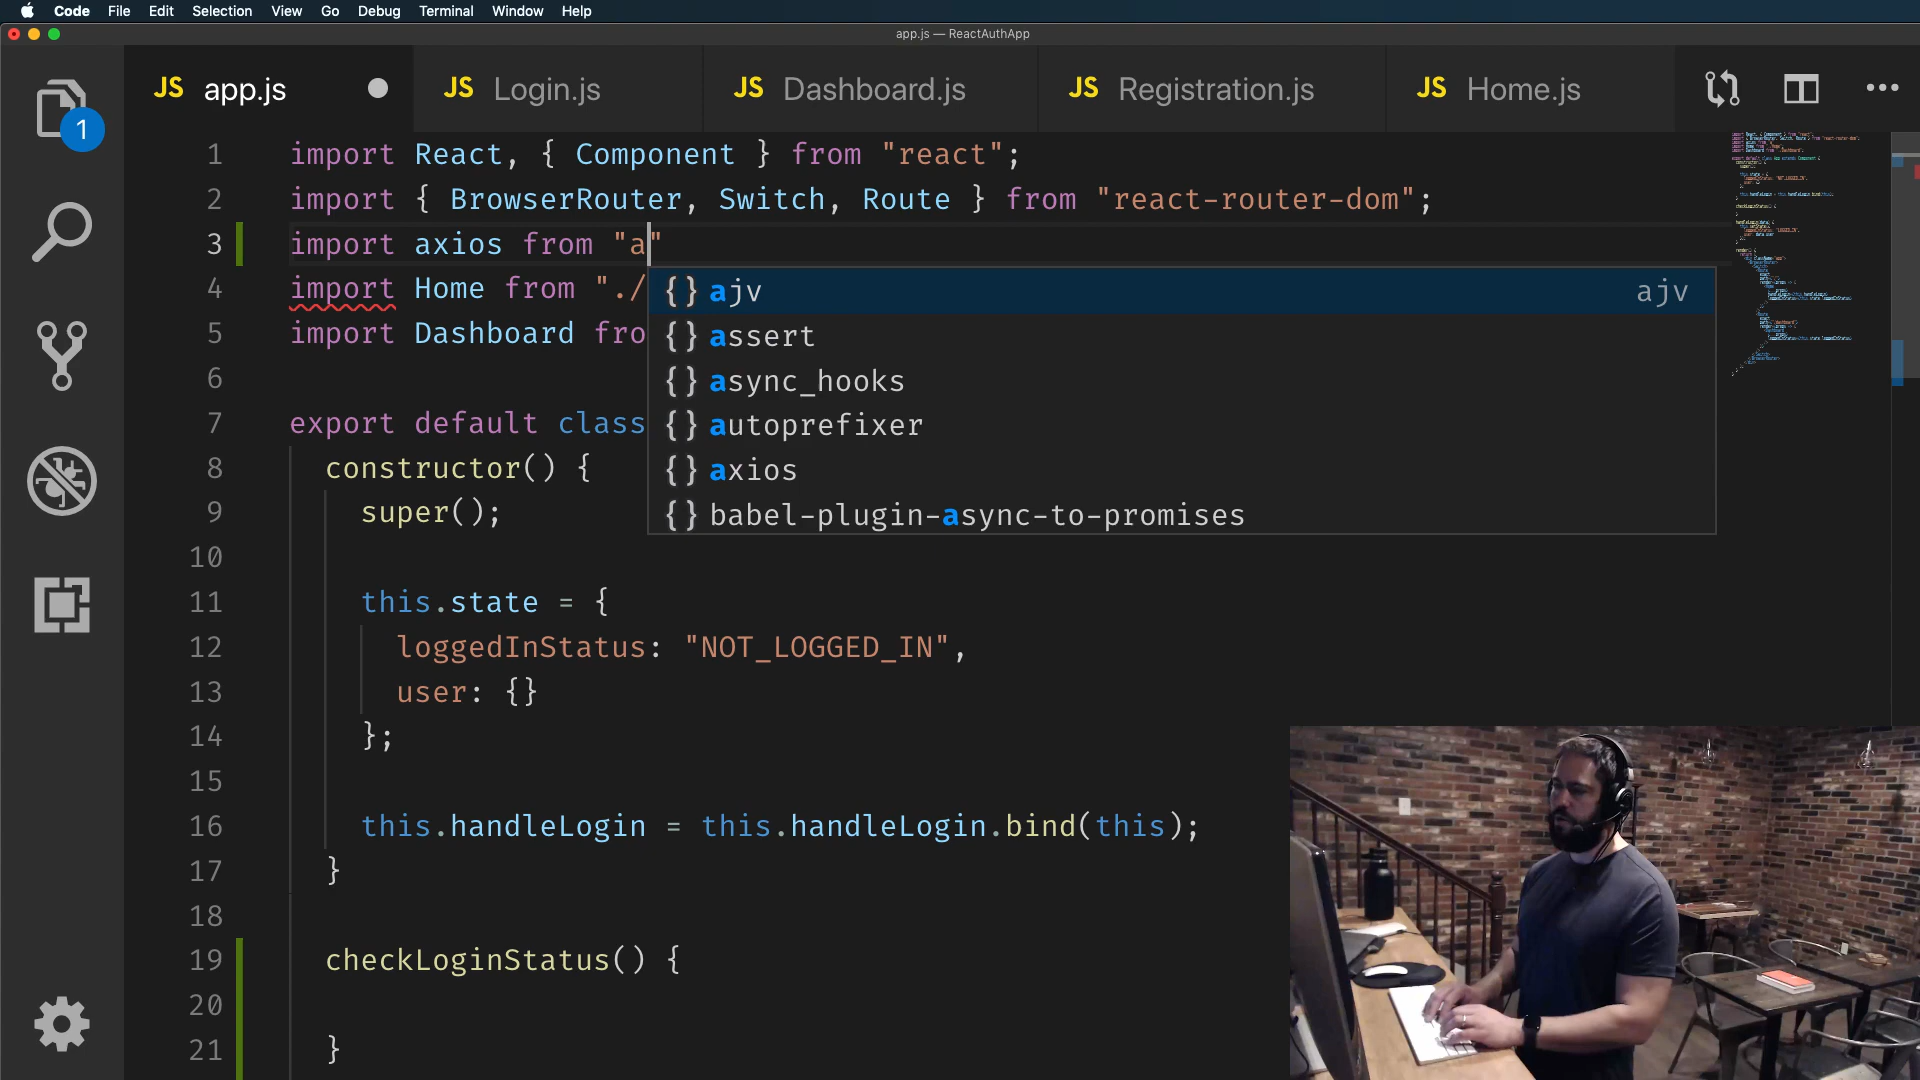 Code File Edit Selection View Go Debug Terminal Window Help
app.js — ReactAuthApp
JS app.js JS Login.js JS Dashboard.js JS Registration.js JS Home.js
1
1 import React, { Component } from "react";
2 import { BrowserRouter, Switch, Route } from "react-router-dom";
3 import axios from "a"
4 import Home from "./
5 import Dashboard fro
6
7 export default class
8 constructor() {
9 super();
10
11 this.state = {
12 loggedInStatus: "NOT_LOGGED_IN",
13 user: {}
14 };
15
16 this.handleLogin = this.handleLogin.bind(this);
17 }
18
19 checkLoginStatus() {
20
21 }
{} ajv ajv
{} assert
{} async_hooks
{} autoprefixer
{} axios
{} babel-plugin-async-to-promises